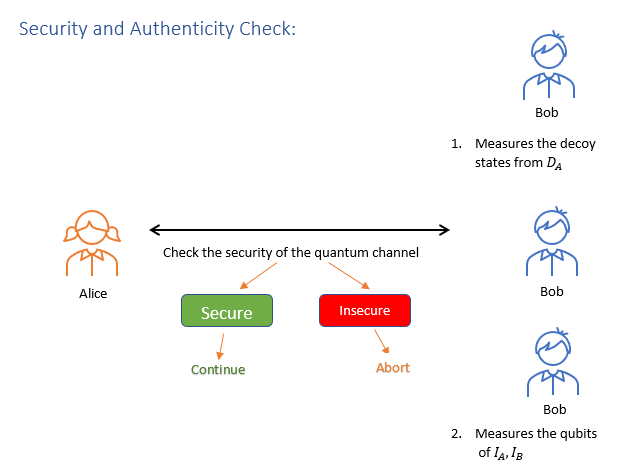 Security and Authenticity Check:
Bob
1. Measures the decoy
states from D_A
Check the security of the quantum channel
Alice
Bob
Secure
Insecure
Continue
Abort
Bob
2. Measures the qubits
of I_A, I_B